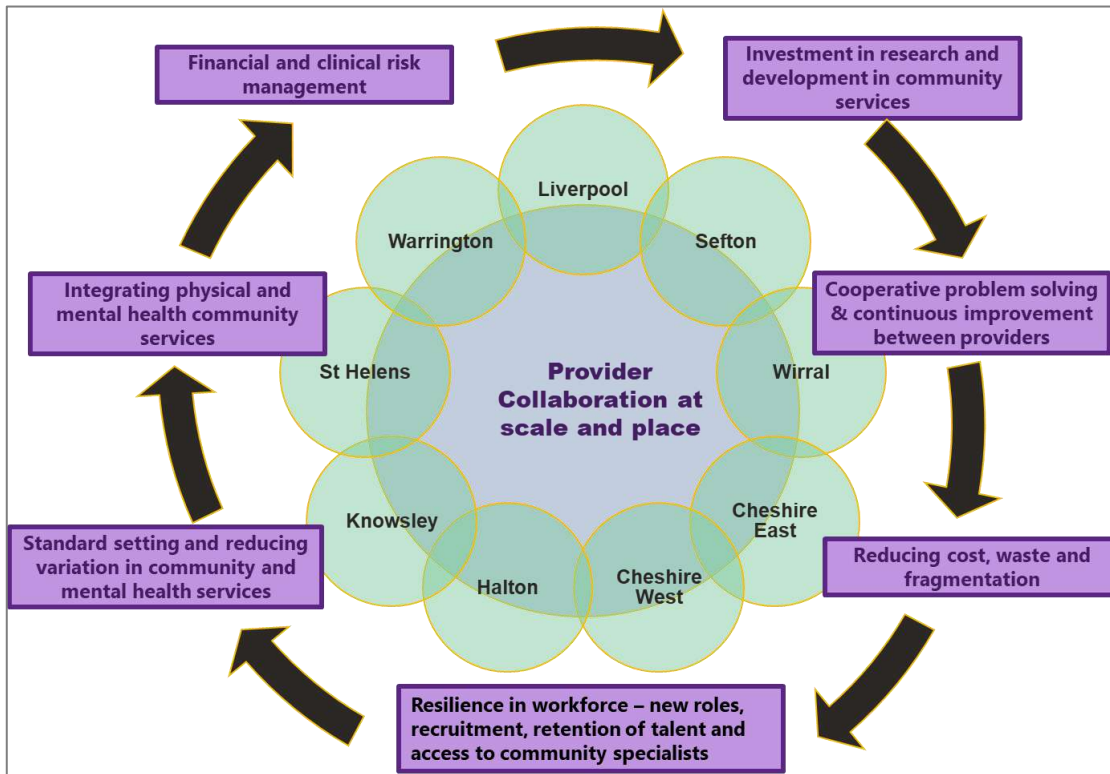 Financial and clinical risk
management
Investment in research and
development in community
services
Liverpool
Warrington
Sefton
Integrating physical and
mental health community
services
Cooperative problem solving
& continuous improvement
between providers
St Helens
Provider
Collaboration at
scale and place
Wirral
Knowsley
Cheshire
East
Standard setting and reducing
variation in community and
mental health services
Halton
Cheshire
West
Reducing cost, waste and
fragmentation
Resilience in workforce – new roles,
recruitment, retention of talent and
access to community specialists